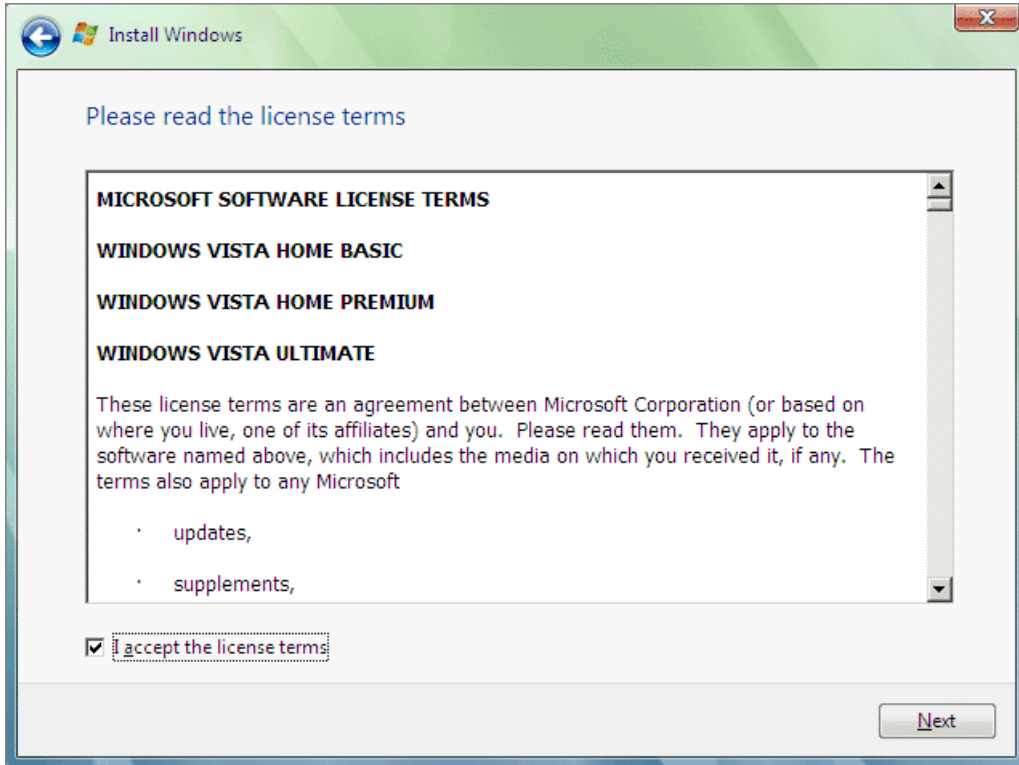 Install Windows
Please read the license terms
MICROSOFT SOFTWARE LICENSE TERMS
WINDOWS VISTA HOME BASIC
WINDOWS VISTA HOME PREMIUM
WINDOWS VISTA ULTIMATE
These license terms are an agreement between Microsoft Corporation (or based on
where you live, one of its affiliates) and you.  Please read them.  They apply to the
software named above, which includes the media on which you received it, if any.  The
terms also apply to any Microsoft
· updates,
· supplements,
I accept the license terms
Next